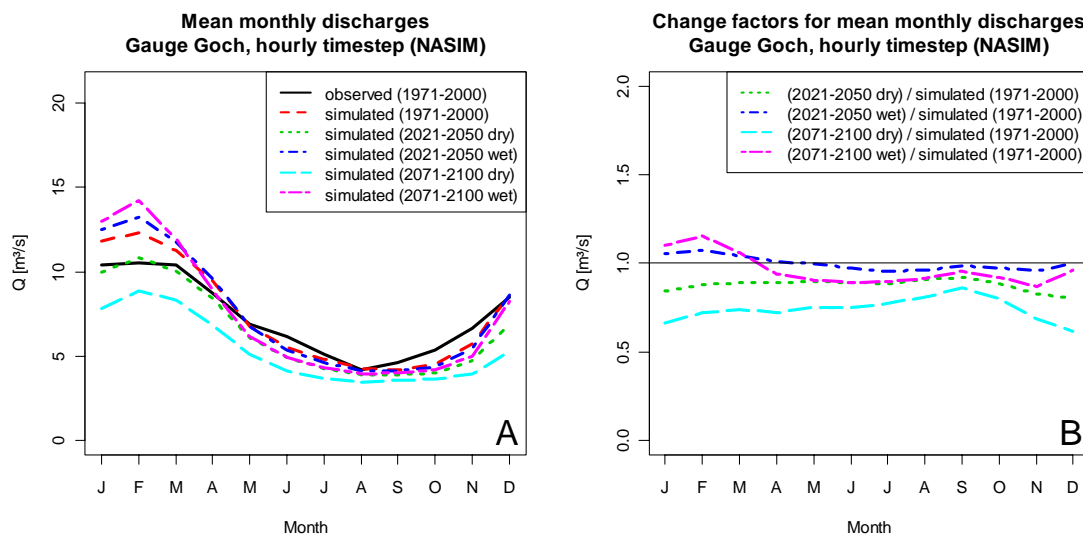 Mean monthly discharges
Gauge Goch, hourly timestep (NASIM)
observed (1971-2000)
simulated (1971-2000)
simulated (2021-2050 dry)
simulated (2021-2050 wet)
simulated (2071-2100 dry)
simulated (2071-2100 wet)
20
15
10
5
0
Q [m³/s]
J F M A M J J A S O N D
Month
A
Change factors for mean monthly discharges
Gauge Goch, hourly timestep (NASIM)
(2021-2050 dry) / simulated (1971-2000)
(2021-2050 wet) / simulated (1971-2000)
(2071-2100 dry) / simulated (1971-2000)
(2071-2100 wet) / simulated (1971-2000)
2.0
1.5
1.0
0.5
0.0
Q [m³/s]
J F M A M J J A S O N D
Month
B